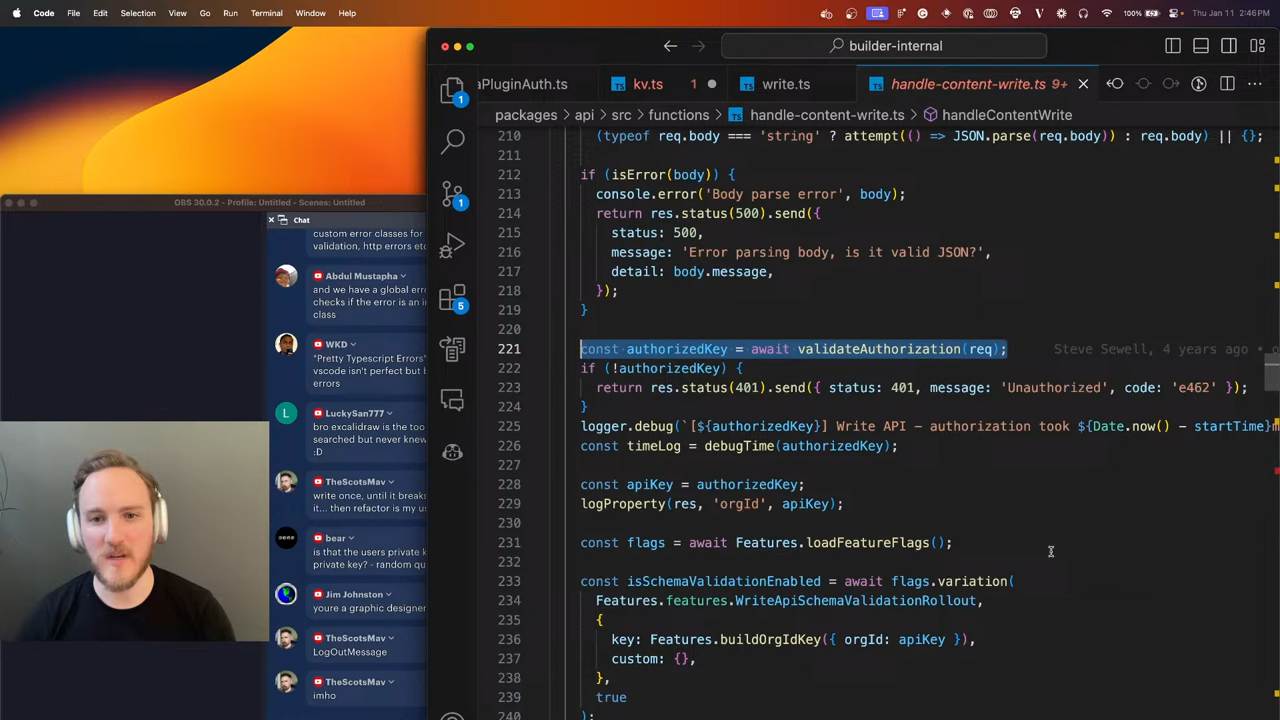 Code File Edit Selection View Go Run Terminal Window Help
100% Thu Jan 11 2:46PM
builder-internal
aPluginAuth.ts kv.ts 1 write.ts handle-content-write.ts 9+
packages > api > src > functions > handle-content-write.ts > handleContentWrite
OBS 30.0.2 - Profile: Untitled - Scenes: Untitled
Chat
custom error classes for
validation, http errors etc
Abdul Mustapha
and we have a global err
checks if the error is an i
class
WKD
"Pretty Typescript Errors"
vscode isn't perfect but b
errors
LuckySan777
bro excalidraw is the too
searched but never knew
:D
TheScotsMav
write once, until it breaks
it... then refactor is my us
bear
is that the users private k
private key? - random qu
Jim Johnston
youre a graphic designer
TheScotsMav
LogOutMessage
TheScotsMav
imho
1
1
5
210 (typeof req.body === 'string' ? attempt(() => JSON.parse(req.body)) : req.body) || {};
211
212 if (isError(body)) {
213 console.error('Body parse error', body);
214 return res.status(500).send({
215 status: 500,
216 message: 'Error parsing body, is it valid JSON?',
217 detail: body.message,
218 });
219 }
220
221 const authorizedKey = await validateAuthorization(req); Steve Sewell, 4 years ago •
222 if (!authorizedKey) {
223 return res.status(401).send({ status: 401, message: 'Unauthorized', code: 'e462' });
224 }
225 logger.debug(`[${authorizedKey}] Write API – authorization took ${Date.now() - startTime}m
226 const timeLog = debugTime(authorizedKey);
227
228 const apiKey = authorizedKey;
229 logProperty(res, 'orgId', apiKey);
230
231 const flags = await Features.loadFeatureFlags();
232
233 const isSchemaValidationEnabled = await flags.variation(
234 Features.features.WriteApiSchemaValidationRollout,
235 {
236 key: Features.buildOrgIdKey({ orgId: apiKey }),
237 custom: {},
238 },
239 true
240 );